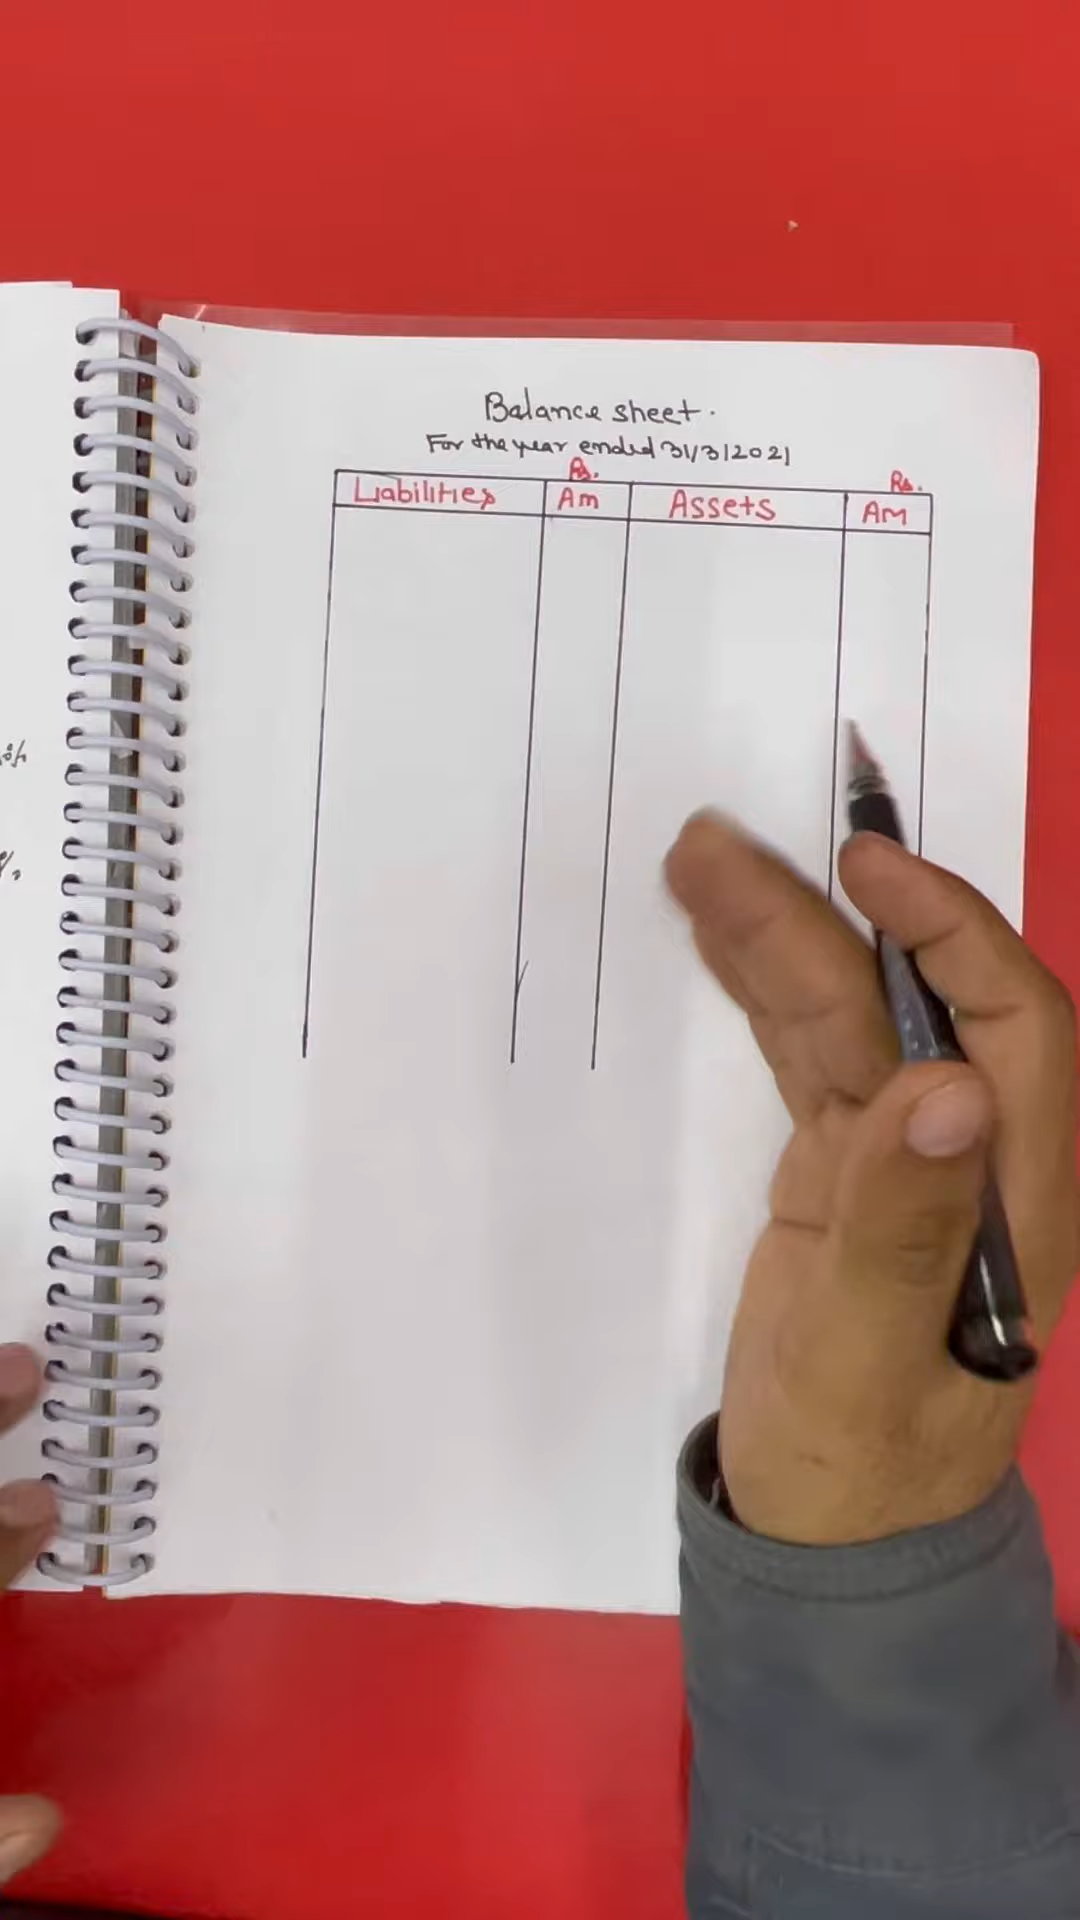 Balance sheet.
For the year ended 31/3/2021
Rs. Rs.
Liabilities Am Assets AM
%